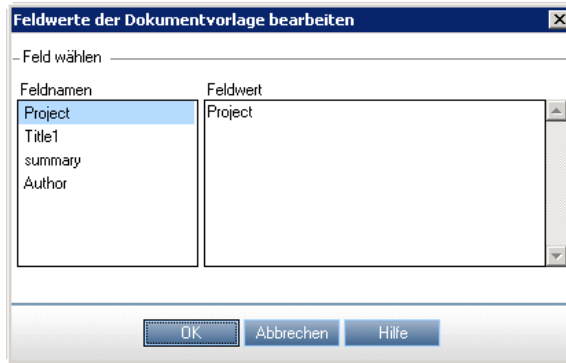 Feldwerte der Dokumentvorlage bearbeiten
Feld wählen
Feldnamen
Feldwert
Project
Project
Title1
summary
Author
OK
Abbrechen
Hilfe